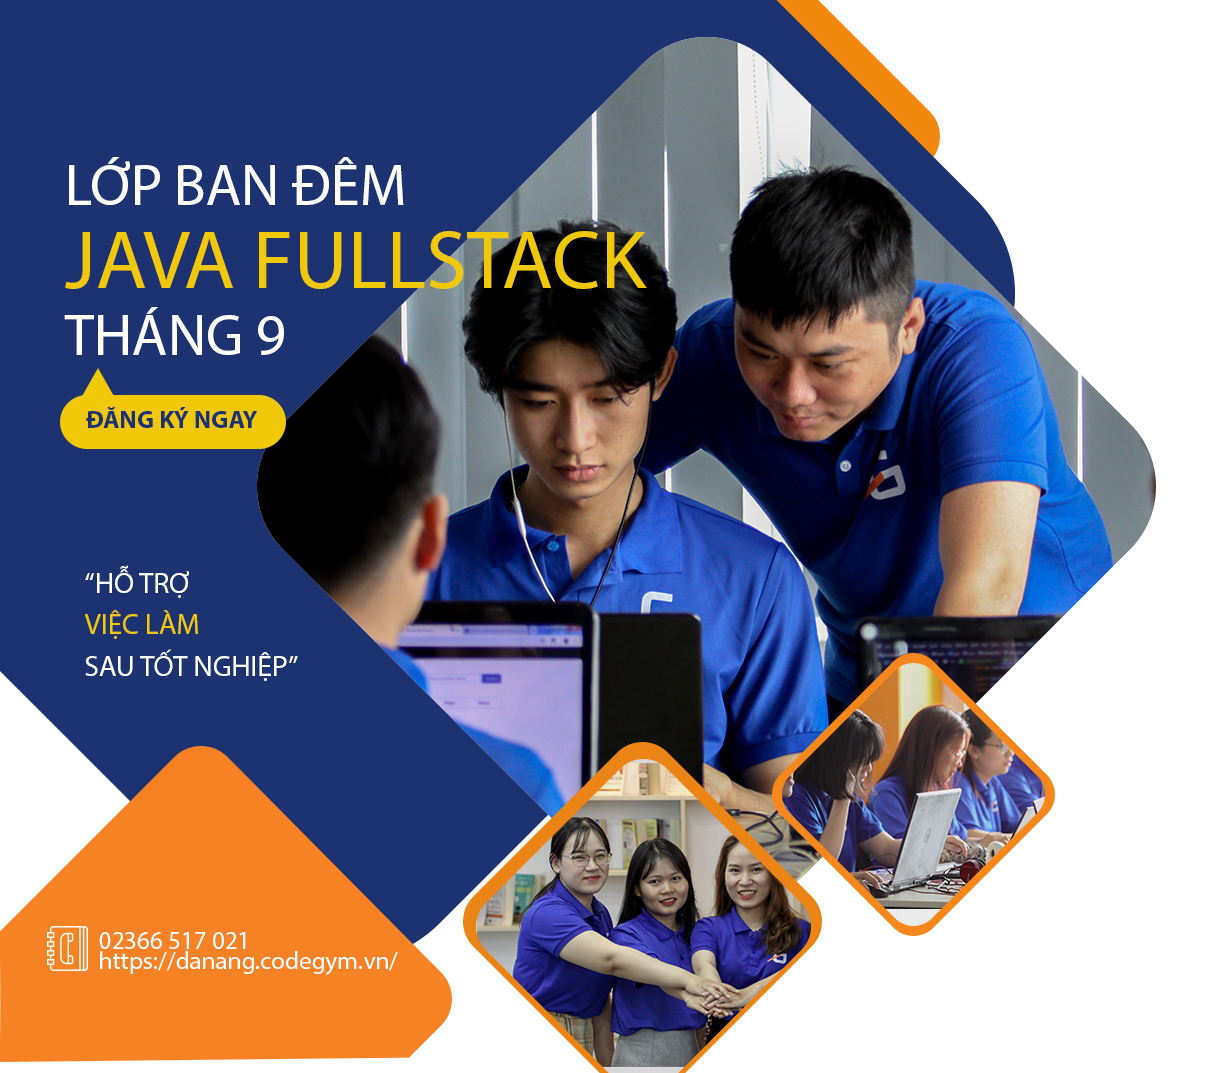 LỚP BAN ĐÊM
JAVA FULLSTACK
THÁNG 9
ĐĂNG KÝ NGAY
“HỖ TRỢ
VIỆC LÀM
SAU TỐT NGHIỆP”
02366 517 021
https://danang.codegym.vn/